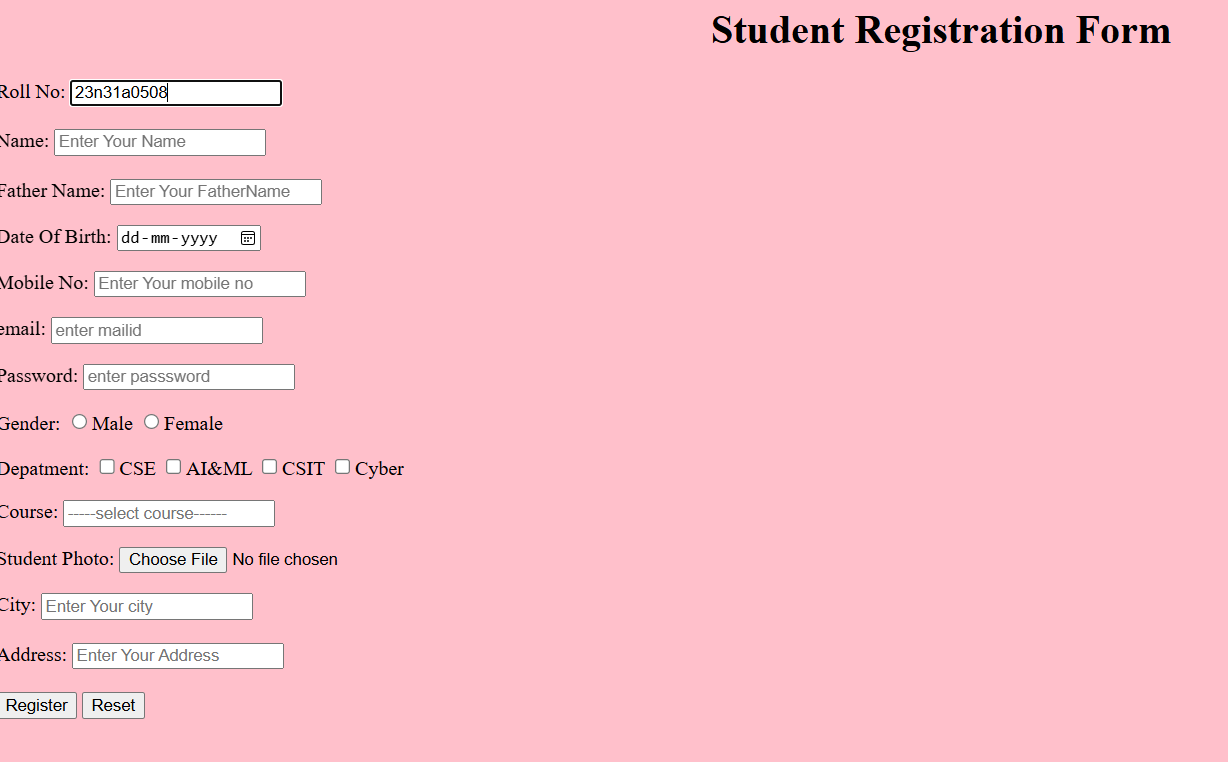 Student Registration Form
Roll No: 23n31a0508
Name: Enter Your Name
Father Name: Enter Your FatherName
Date Of Birth: dd-mm-yyyy
Mobile No: Enter Your mobile no
email: enter mailid
Password: enter passsword
Gender: Male Female
Depatment: CSE AI&ML CSIT Cyber
Course: -----select course------
Student Photo: Choose File No file chosen
City: Enter Your city
Address: Enter Your Address
Register Reset